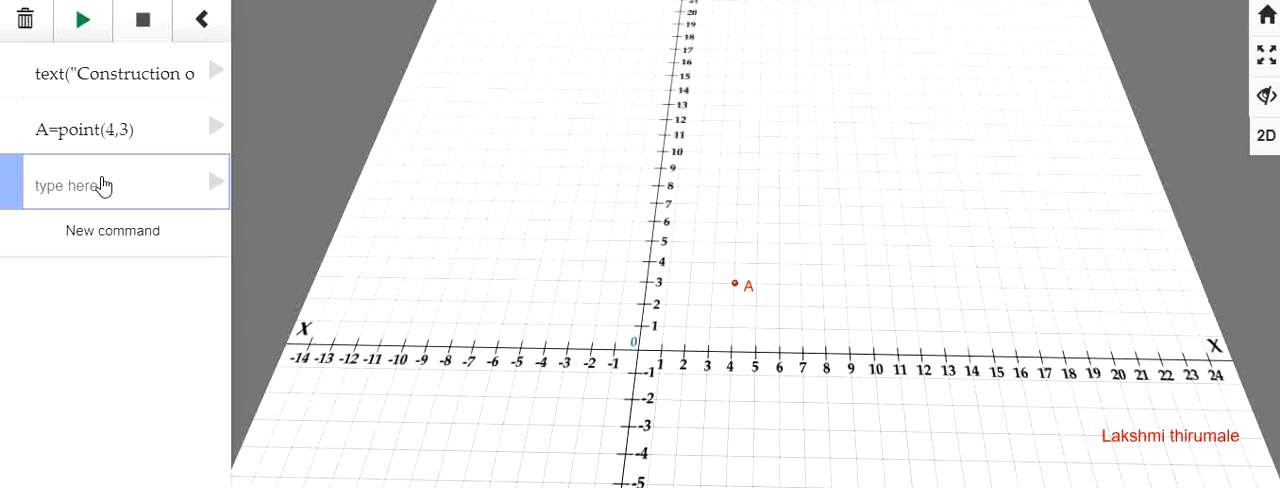 text("Construction o
A=point(4,3)
type here
New command
2D
20
19
18
17
16
15
14
13
12
11
10
9
8
7
6
5
4
3
A
2
1
0
X
X
-14 -13 -12 -11 -10 -9 -8 -7 -6 -5 -4 -3 -2 -1 1 2 3 4 5 6 7 8 9 10 11 12 13 14 15 16 17 18 19 20 21 22 23 24
-1
-2
-3
-4
-5
Lakshmi thirumale